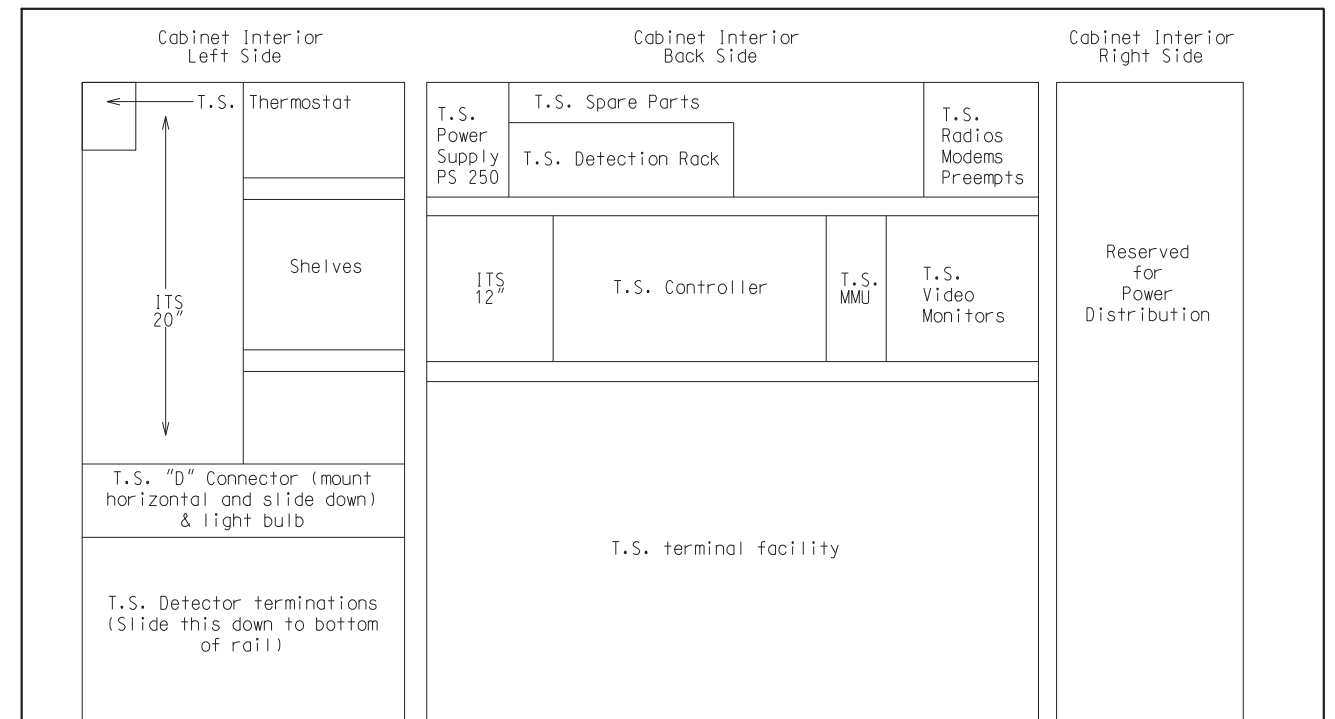 Cabinet Interior
Left Side
T.S. Thermostat
Shelves
ITS
20"
T.S. "D" Connector (mount
horizontal and slide down)
& light bulb
T.S. Detector terminations
(Slide this down to bottom
of rail)
Cabinet Interior
Back Side
T.S.
Power
Supply
PS 250
T.S. Spare Parts
T.S. Detection Rack
T.S.
Radios
Modems
Preempts
ITS
12"
T.S. Controller
T.S.
MMU
T.S.
Video
Monitors
T.S. terminal facility
Cabinet Interior
Right Side
Reserved
for
Power
Distribution